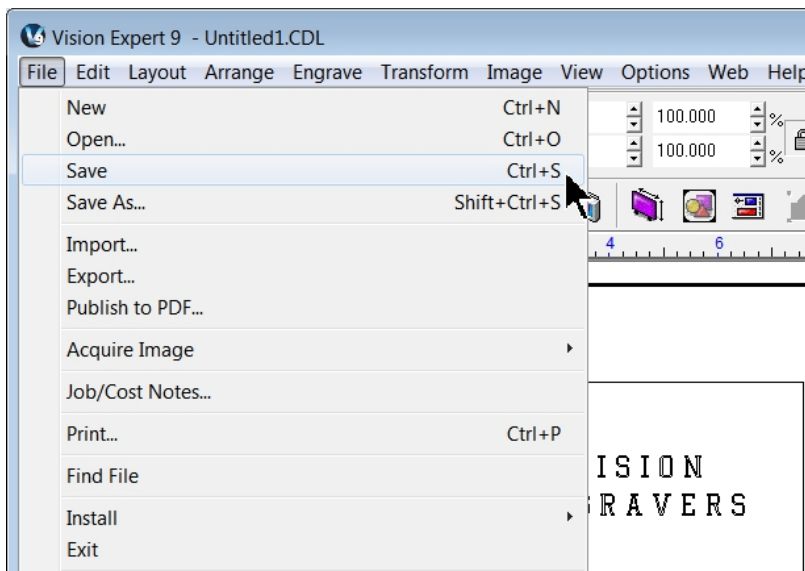 Vision Expert 9 - Untitled1.CDL
File Edit Layout Arrange Engrave Transform Image View Options Web Help
New Ctrl+N
Open... Ctrl+O
Save Ctrl+S
Save As... Shift+Ctrl+S
Import...
Export...
Publish to PDF...
Acquire Image
Job/Cost Notes...
Print... Ctrl+P
Find File
Install
Exit
100.000 %
100.000 %
4 6
ISION
GRAVERS